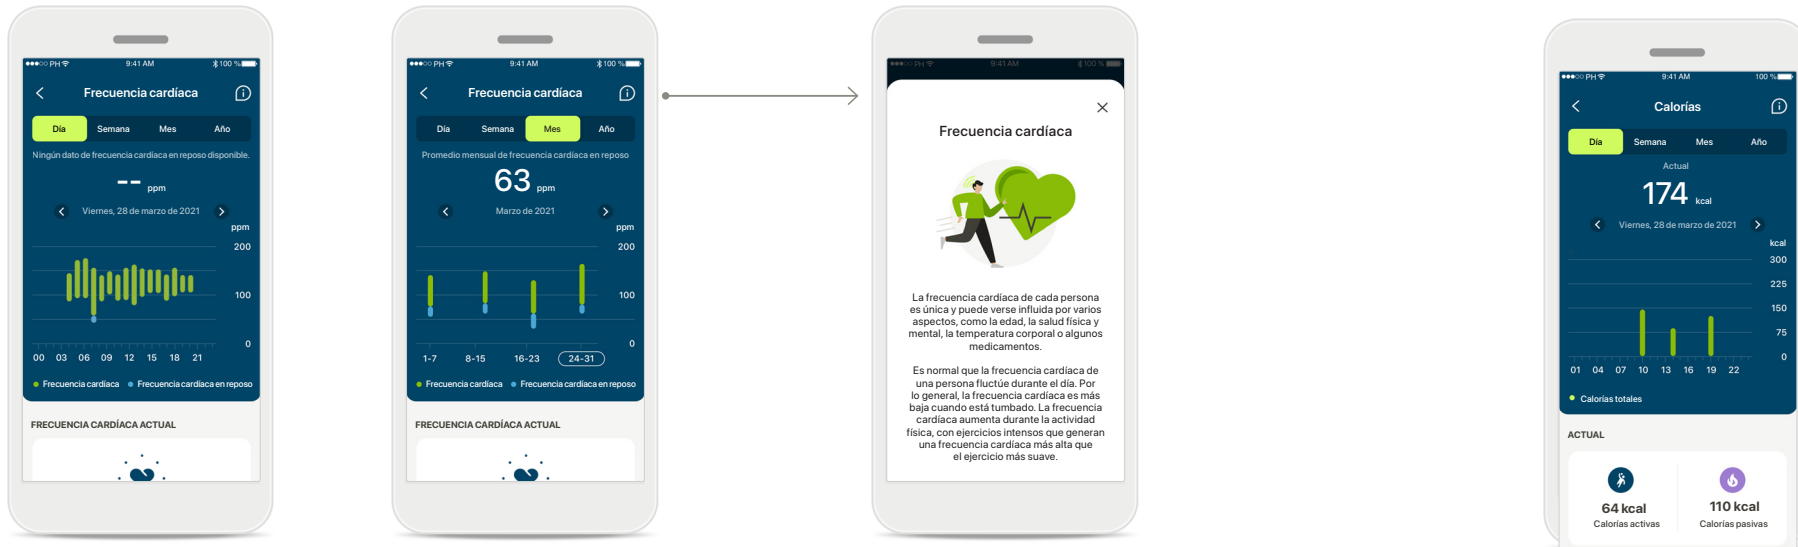 ●●●○○ PH 9:41 AM 100 %
Frecuencia cardíaca
Día Semana Mes Año
Ningún dato de frecuencia cardíaca en reposo disponible.
-- ppm
Viernes, 28 de marzo de 2021
ppm
200
100
0
00 03 06 09 12 15 18 21
Frecuencia cardíaca Frecuencia cardíaca en reposo
FRECUENCIA CARDÍACA ACTUAL
●●●○○ PH 9:41 AM 100 %
Frecuencia cardíaca
Día Semana Mes Año
Promedio mensual de frecuencia cardíaca en reposo
63 ppm
Marzo de 2021
ppm
200
100
0
1-7 8-15 16-23 24-31
Frecuencia cardíaca Frecuencia cardíaca en reposo
FRECUENCIA CARDÍACA ACTUAL
●●●○○ PH 9:41 AM 100 %
Frecuencia cardíaca
La frecuencia cardíaca de cada persona
es única y puede verse influida por varios
aspectos, como la edad, la salud física y
mental, la temperatura corporal o algunos
medicamentos.
Es normal que la frecuencia cardíaca de
una persona fluctúe durante el día. Por
lo general, la frecuencia cardíaca es más
baja cuando está tumbado. La frecuencia
cardíaca aumenta durante la actividad
física, con ejercicios intensos que generan
una frecuencia cardíaca más alta que
el ejercicio más suave.
●●●○○ PH 9:41 AM 100 %
Calorías
Día Semana Mes Año
Actual
174 kcal
Viernes, 28 de marzo de 2021
kcal
300
225
150
75
0
01 04 07 10 13 16 19 22
Calorías totales
ACTUAL
64 kcal 110 kcal
Calorías activas Calorías pasivas